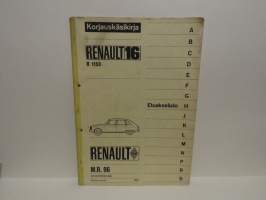 Korjauskäsikirja
RENAULT 16
R 1150
Etuakselisto
RENAULT
M.R. 96
A
B
C
D
E
F
G
H
J
K
L
M
N
P
R